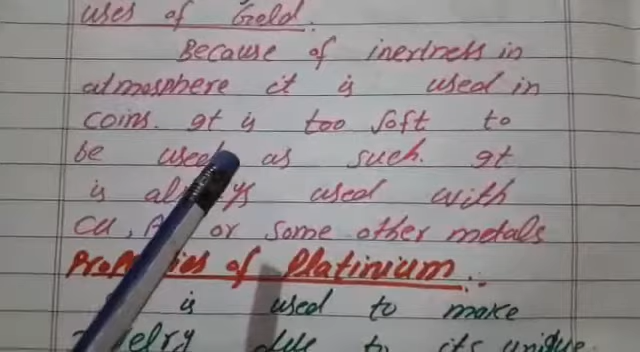 uses of Gold.
Because of inertness in
atmosphere it is used in
coins. It is too soft to
be used as such. It
is always used with
Cu, or some other metals
Properties of Platinium.
is used to make
due to its unique